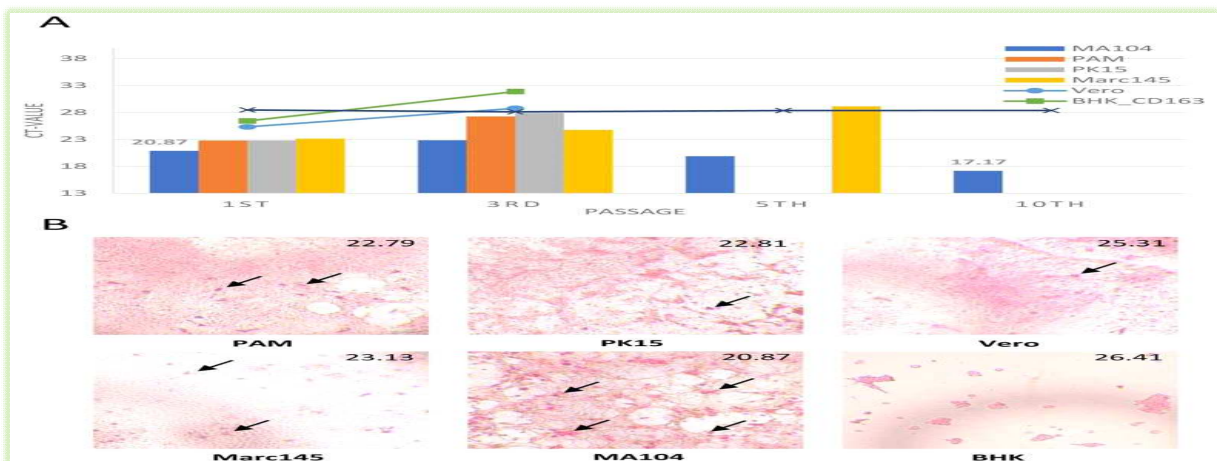 A
38
33
28
23
18
13
CT-VALUE
20.87
17.17
1ST
3RD
5TH
10TH
PASSAGE
MA104
PAM
PK15
Marc145
Vero
BHK_CD163
B
22.79
22.81
25.31
PAM
PK15
Vero
23.13
20.87
26.41
Marc145
MA104
BHK